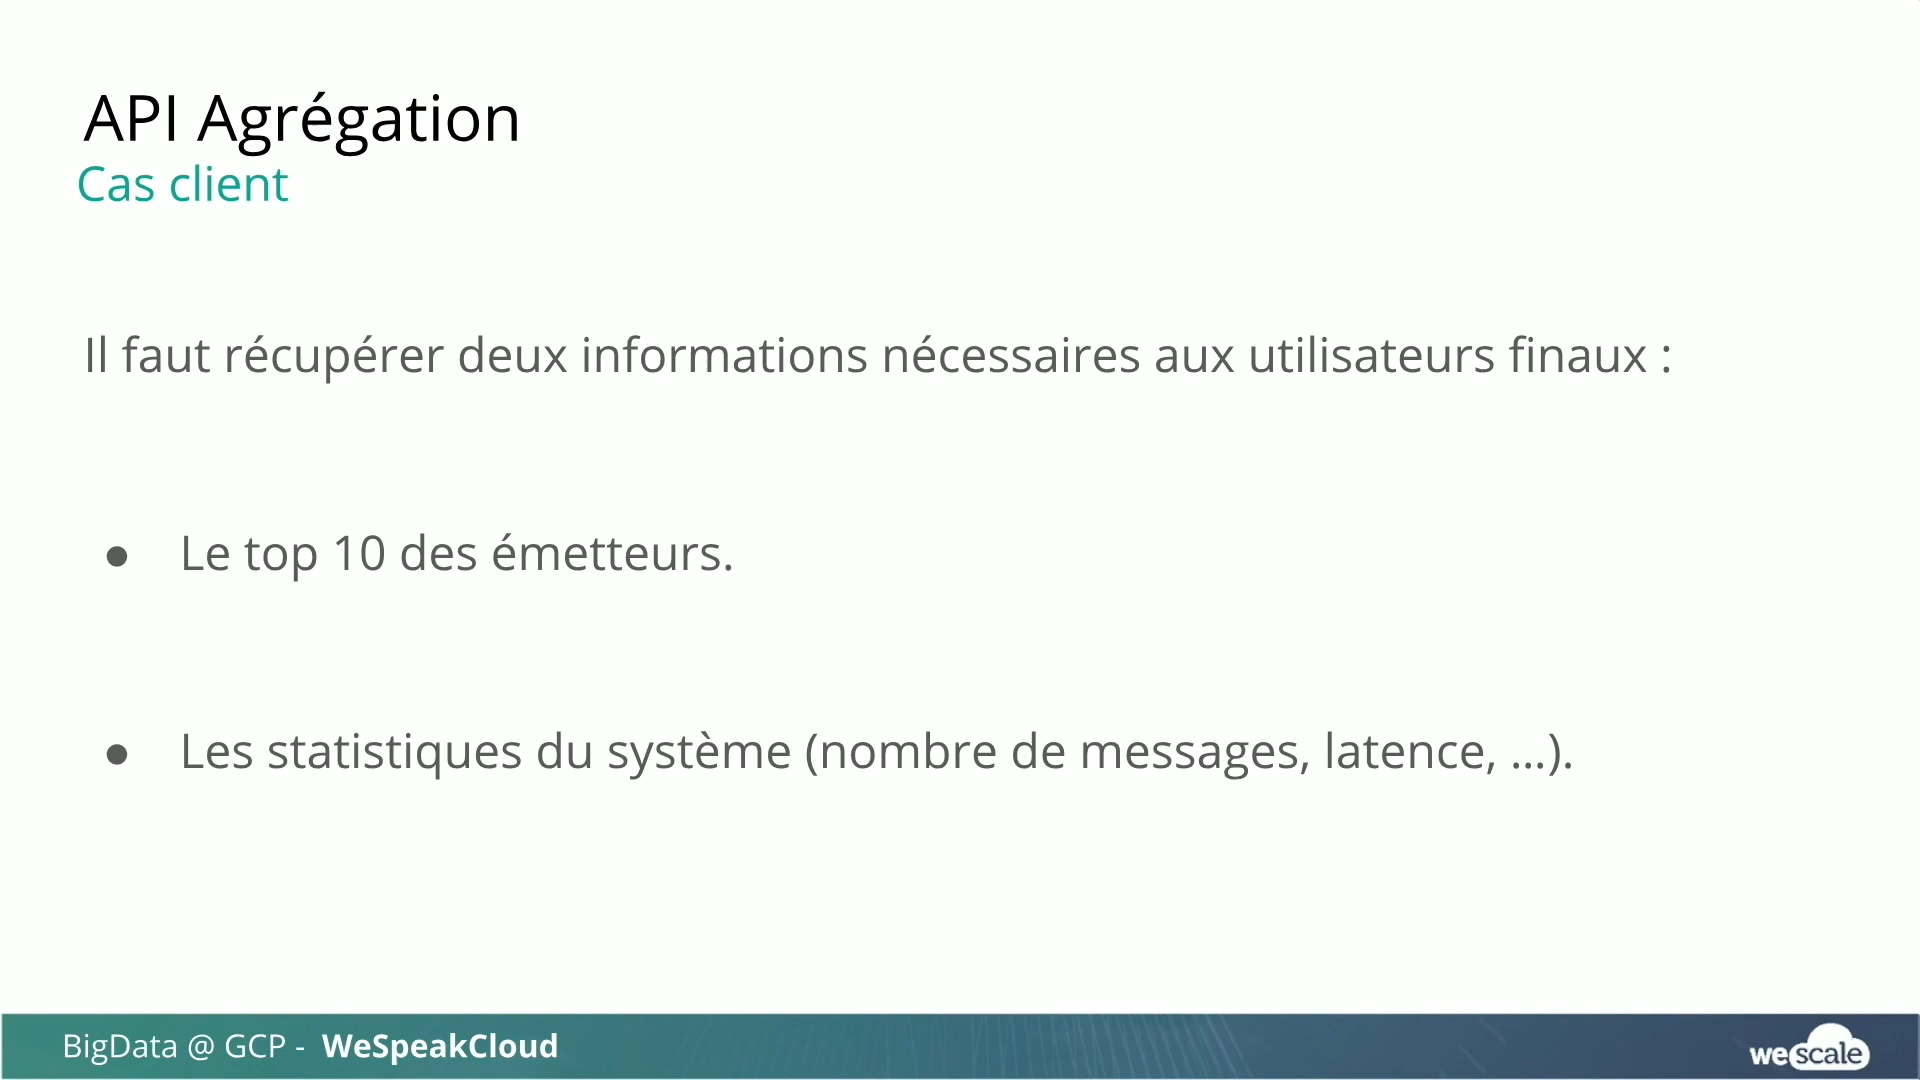 API Agrégation
Cas client
Il faut récupérer deux informations nécessaires aux utilisateurs finaux :
● Le top 10 des émetteurs.
● Les statistiques du système (nombre de messages, latence, ...).
BigData @ GCP - WeSpeakCloud
wescale